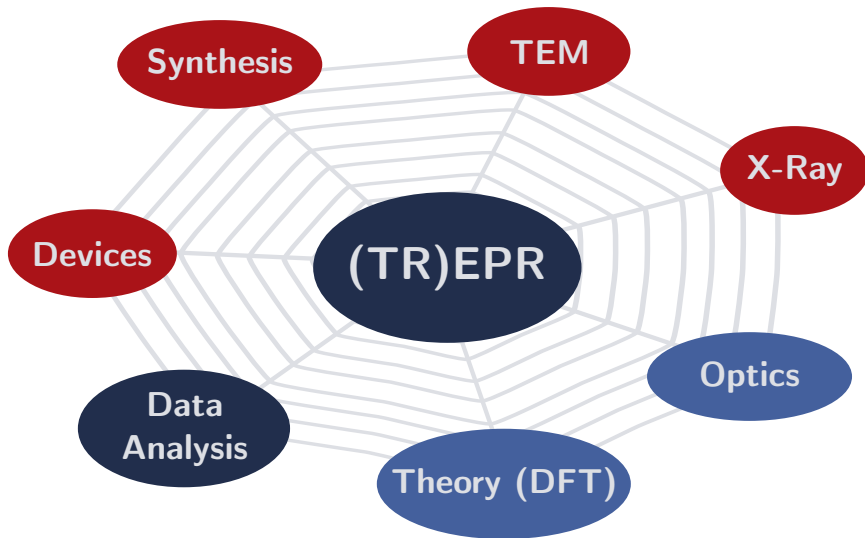 Synthesis
TEM
X-Ray
Devices
(TR)EPR
Optics
Data
Analysis
Theory (DFT)